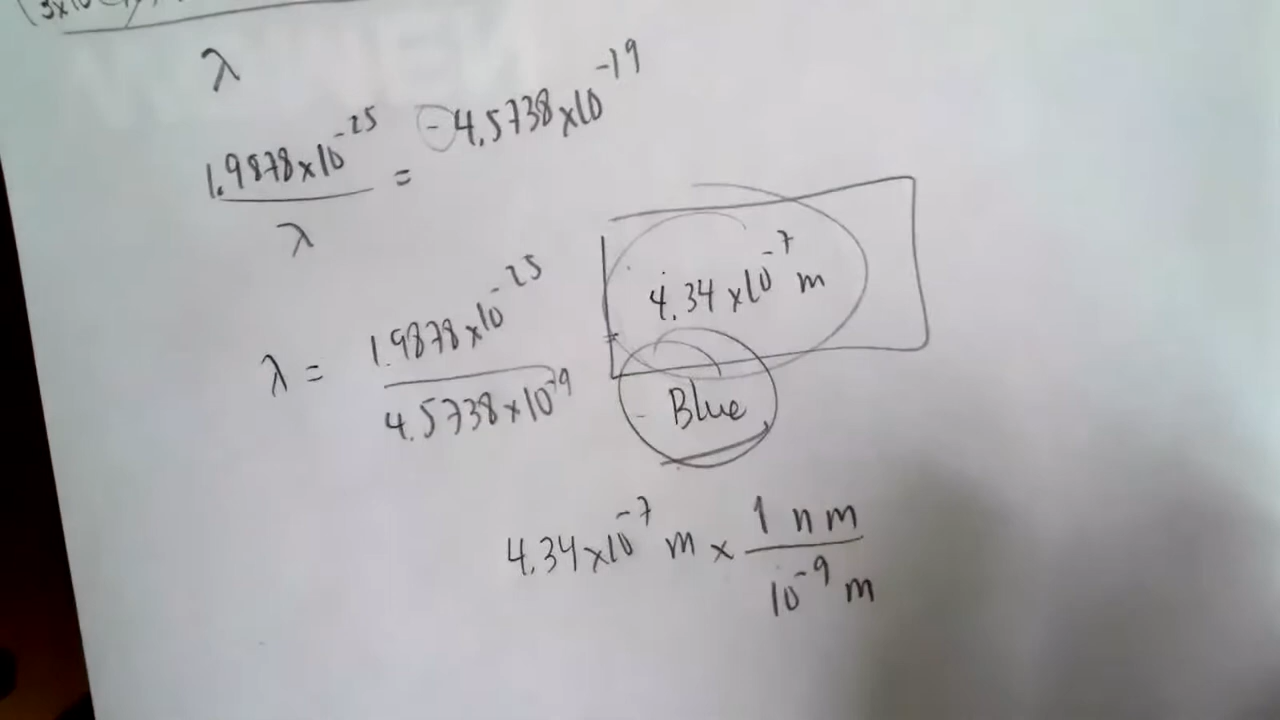 3x10
λ
1.9878x10^-25 / λ = -4.5738x10^-19
λ = 1.9878x10^-25 / 4.5738x10^-19
4.34x10^-7 m
Blue
4.34x10^-7 m x 1 nm / 10^-9 m